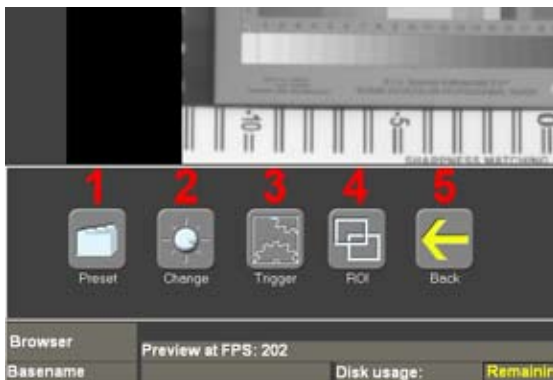 -10
-5
0
SHARPNESS MATCHING
1 2 3 4 5
Preset Change Trigger ROI Back
Browser
Preview at FPS: 202
Basename Disk usage: Remainin